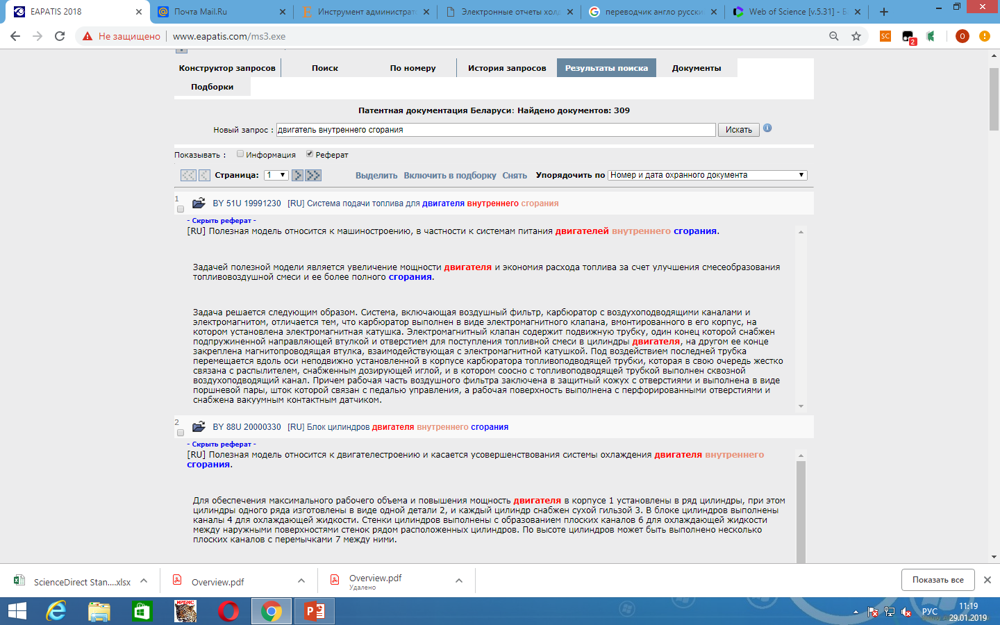 EAPATIS 2018
Почта Mail.Ru
Инструмент администрат
Электронные отчеты холд
переводчик англо русски
Web of Science [v.5.31] - Б
Не защищено
www.eapatis.com/ms3.exe
SC
2
O
Конструктор запросов
Поиск
По номеру
История запросов
Результаты поиска
Документы
Подборки
Патентная документация Беларуси: Найдено документов: 309
Новый запрос : двигатель внутреннего сгорания Искать
Показывать : Информация Реферат
Страница: 1 Выделить Включить в подборку Снять Упорядочить по Номер и дата охранного документа
1 BY 51U 19991230 [RU] Система подачи топлива для двигателя внутреннего сгорания
- Скрыть реферат -
[RU] Полезная модель относится к машиностроению, в частности к системам питания двигателей внутреннего сгорания.
Задачей полезной модели является увеличение мощности двигателя и экономия расхода топлива за счет улучшения смесеобразования
топливовоздушной смеси и ее более полного сгорания.
Задача решается следующим образом. Система, включающая воздушный фильтр, карбюратор с воздухоподводящими каналами и
электромагнитом, отличается тем, что карбюратор выполнен в виде электромагнитного клапана, вмонтированного в его корпус, на
котором установлена электромагнитная катушка. Электромагнитный клапан содержит подвижную трубку, один конец которой снабжен
подпружиненной направляющей втулкой и отверстием для поступления топливной смеси в цилиндры двигателя, на другом ее конце
закреплена магнитопроводящая втулка, взаимодействующая с электромагнитной катушкой. Под воздействием последней трубка
перемещается вдоль оси неподвижно установленной в корпусе карбюратора топливоподводящей трубки, которая в свою очередь жестко
связана с распылителем, снабженным дозирующей иглой, и в котором соосно с топливоподводящей трубкой выполнен сквозной
воздухоподводящий канал. Причем рабочая часть воздушного фильтра заключена в защитный кожух с отверстиями и выполнена в виде
поршневой пары, шток которой связан с педалью управления, а рабочая поверхность выполнена с перфорированными отверстиями и
снабжена вакуумным контактным датчиком.
2 BY 88U 20000330 [RU] Блок цилиндров двигателя внутреннего сгорания
- Скрыть реферат -
[RU] Полезная модель относится к двигателестроению и касается усовершенствования системы охлаждения двигателя внутреннего
сгорания.
Для обеспечения максимального рабочего объема и повышения мощность двигателя в корпусе 1 установлены в ряд цилиндры, при этом
цилиндры одного ряда изготовлены в виде одной детали 2, и каждый цилиндр снабжен сухой гильзой 3. В блоке цилиндров выполнены
каналы 4 для охлаждающей жидкости. Стенки цилиндров выполнены с образованием плоских каналов 6 для охлаждающей жидкости
между наружными поверхностями стенок рядом расположенных цилиндров. По высоте цилиндров может быть выполнено несколько
плоских каналов с перемычками 7 между ними.
ScienceDirect Stan....xlsx
Overview.pdf
Overview.pdf
Удалено
Показать все
ИРБИС
РУС
11:19
29.01.2019